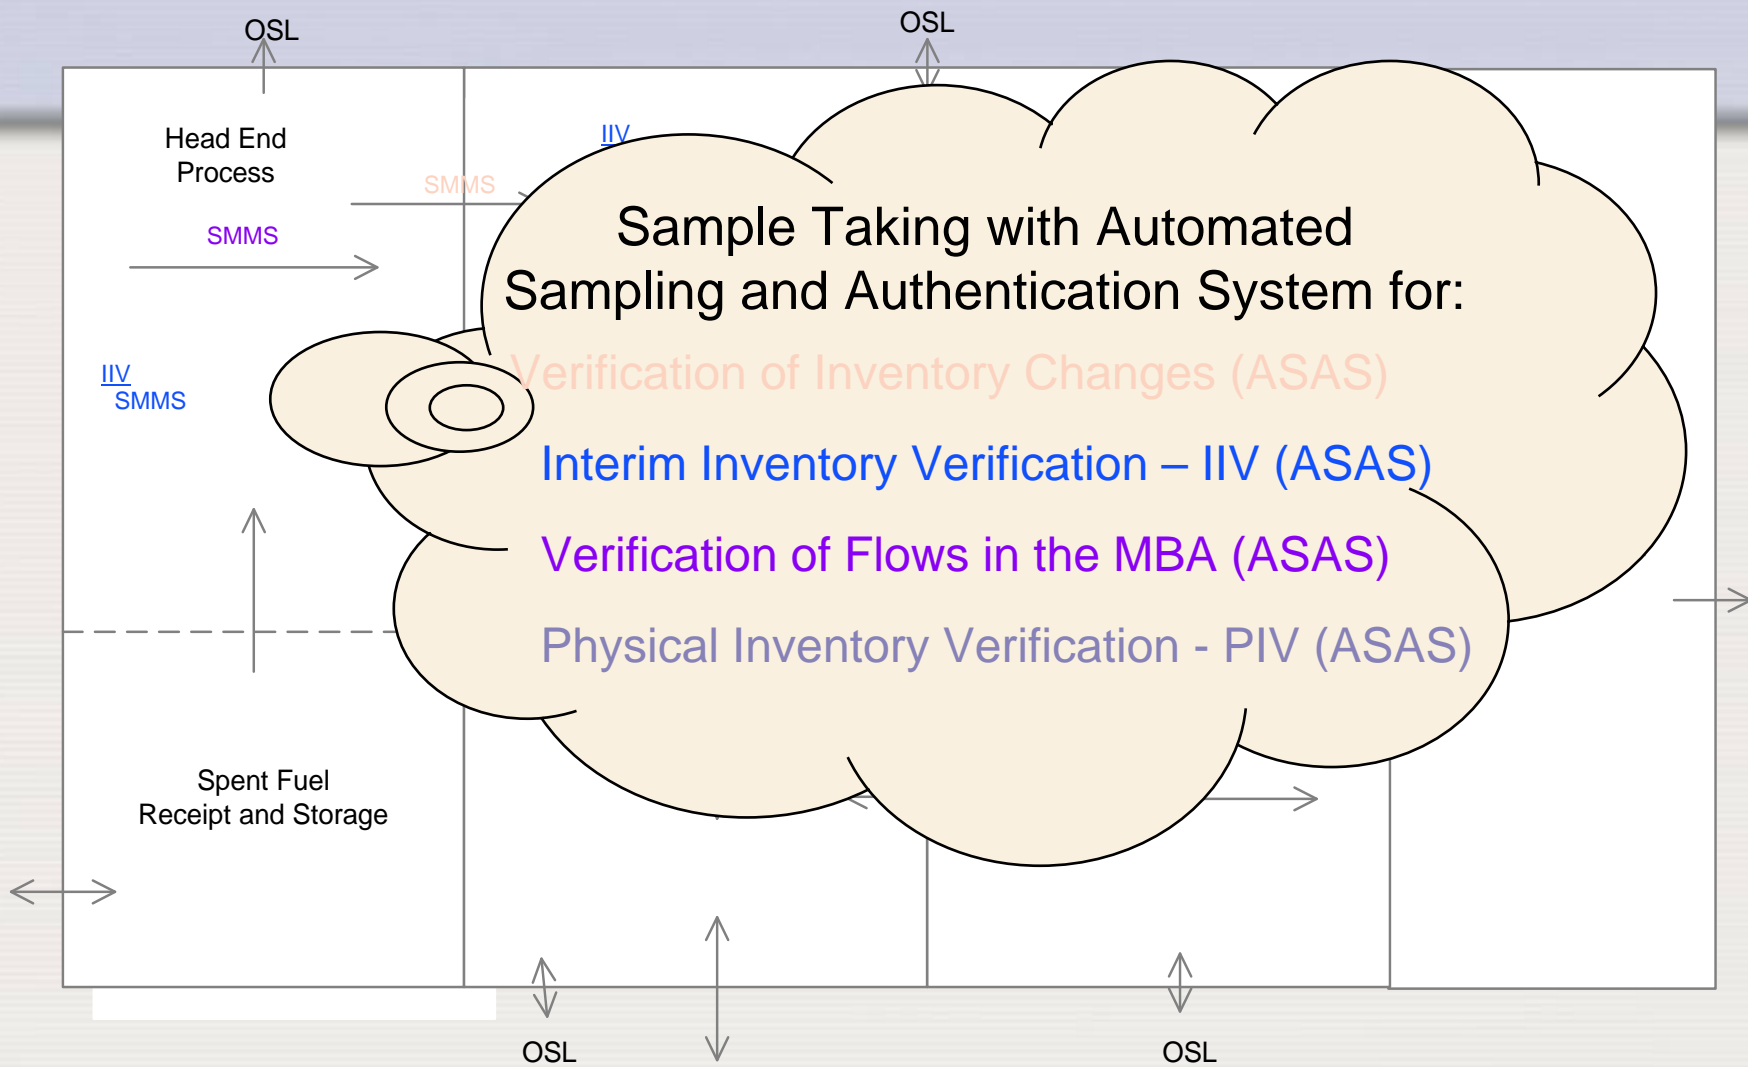 OSL
OSL
Head End
Process
IIV
SMMS
SMMS
Sample Taking with Automated
Sampling and Authentication System for:
Verification of Inventory Changes (ASAS)
IIV
SMMS
Interim Inventory Verification – IIV (ASAS)
Verification of Flows in the MBA (ASAS)
Physical Inventory Verification - PIV (ASAS)
Spent Fuel
Receipt and Storage
OSL
OSL